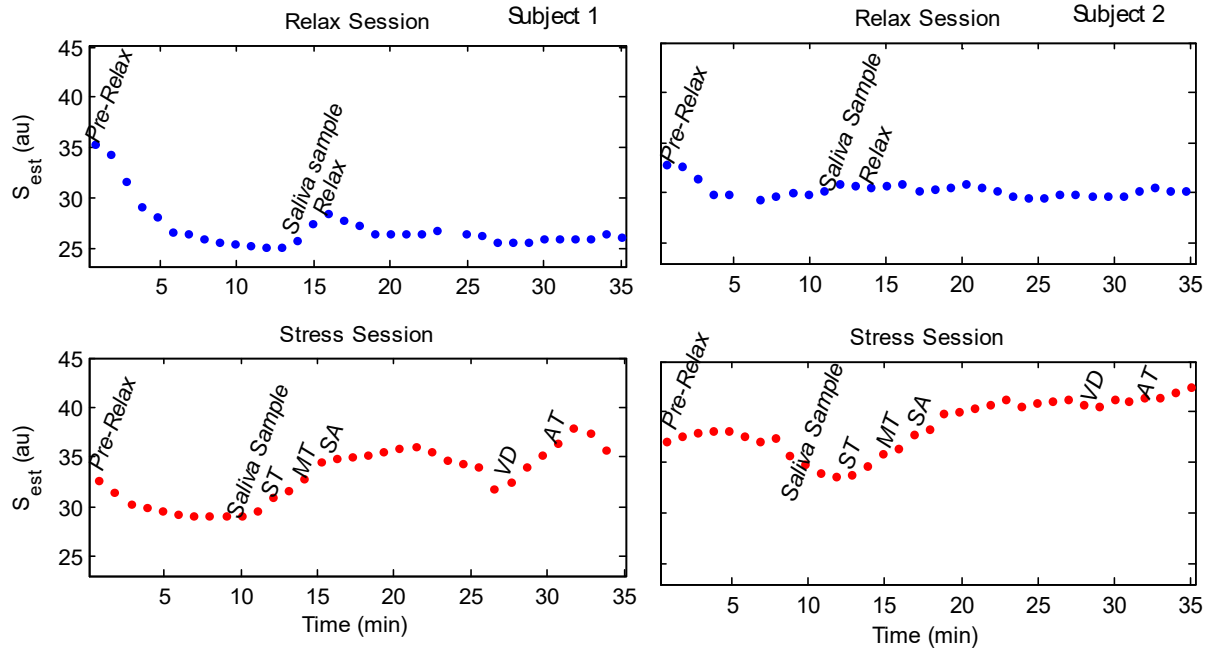 Relax Session
Subject 1
S_est (au)
45
40
35
30
25
Pre-Relax
Saliva sample
Relax
5 10 15 20 25 30 35
Relax Session
Subject 2
Pre-Relax
Saliva Sample
Relax
5 10 15 20 25 30 35
Stress Session
S_est (au)
45
40
35
30
25
Pre-Relax
Saliva Sample
ST
MT
SA
VD
AT
5 10 15 20 25 30 35
Time (min)
Stress Session
Pre-Relax
Saliva Sample
ST
MT
SA
VD
AT
5 10 15 20 25 30 35
Time (min)